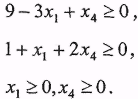 9 − 3x₁ + x₄ ≥ 0,
1 + x₁ + 2x₄ ≥ 0,
x₁ ≥ 0, x₄ ≥ 0.